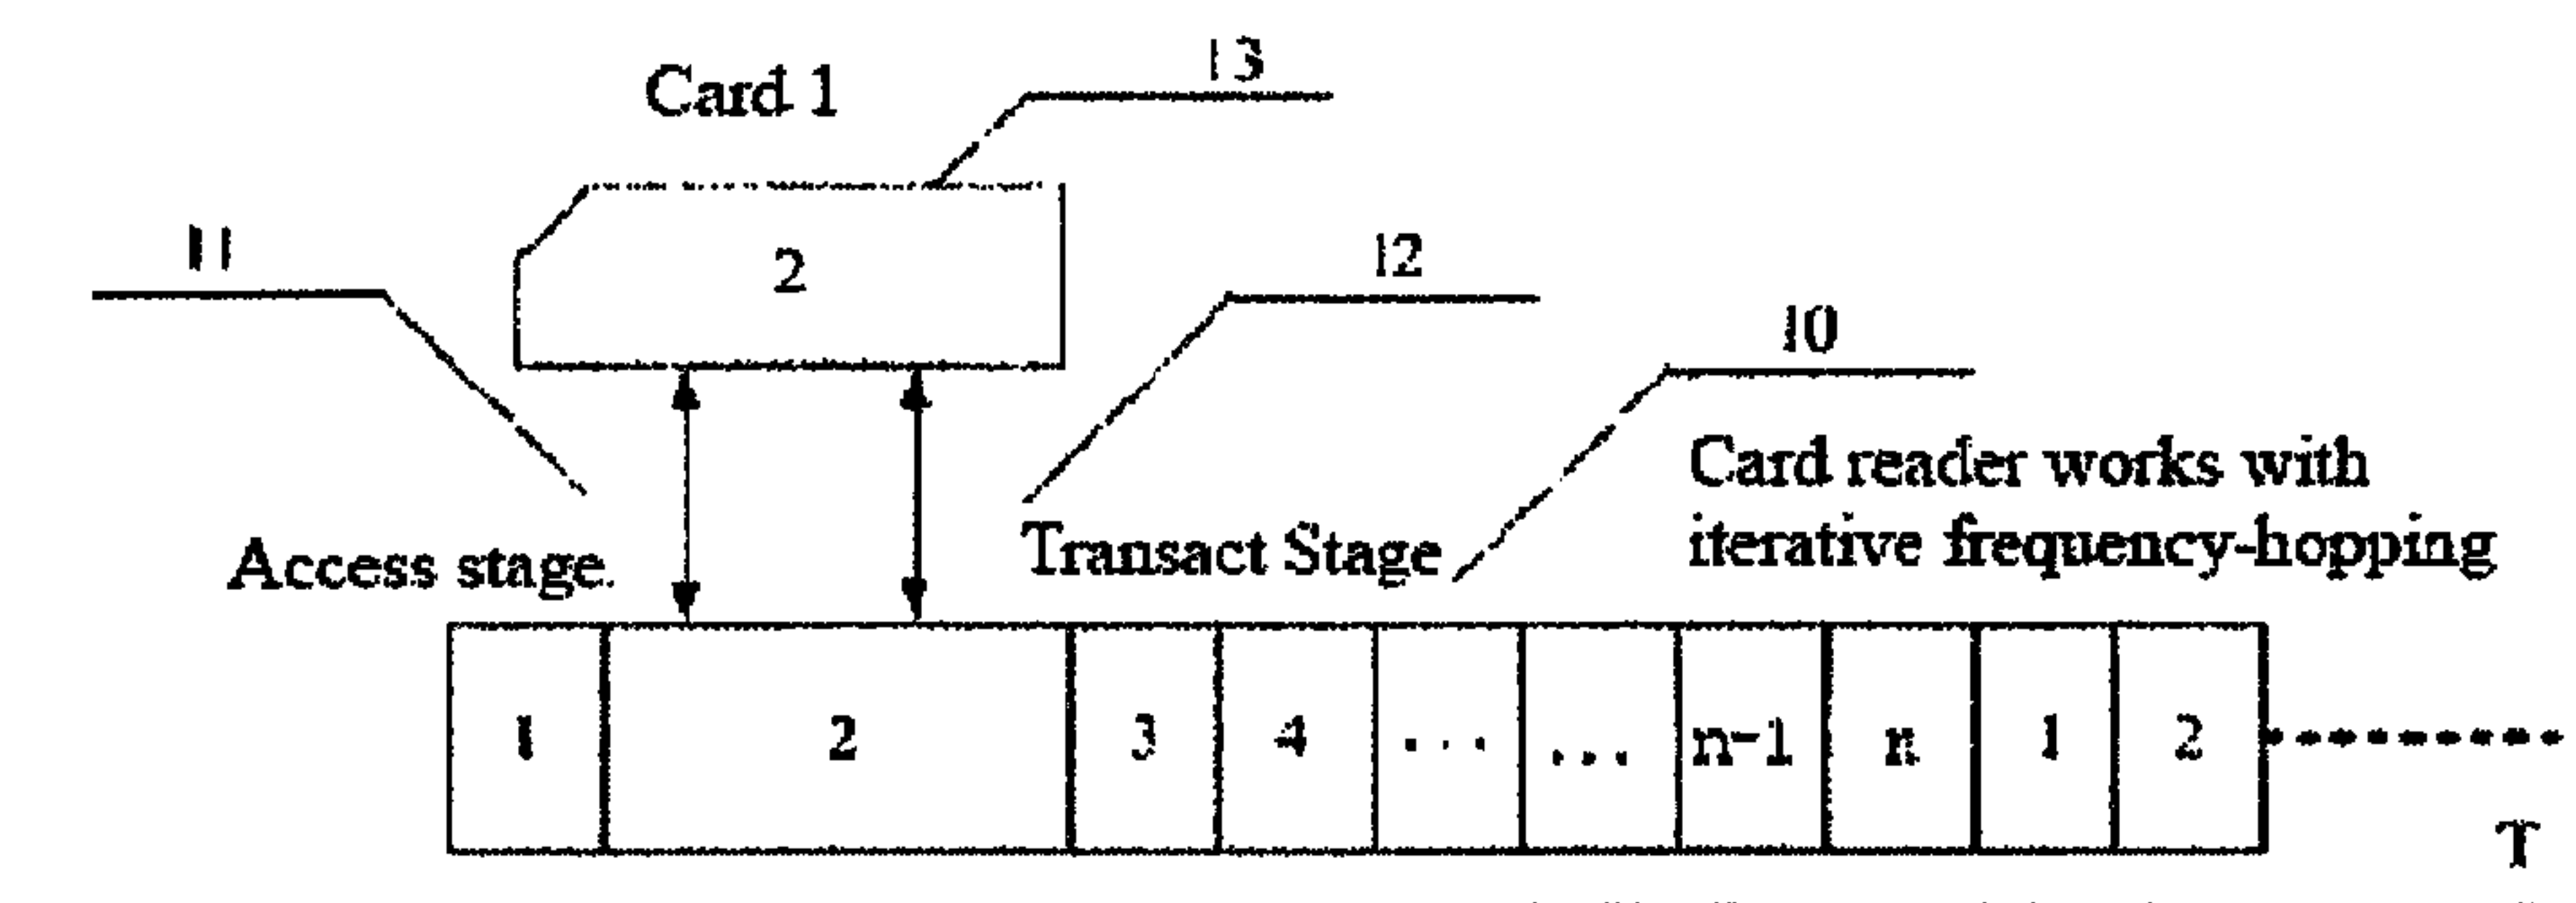 13
Card 1
11
2
12
10
Card reader works with
iterative frequency-hopping
Transact Stage
Access stage.
1 2 3 4 ... ... n-1 n 1 2
T